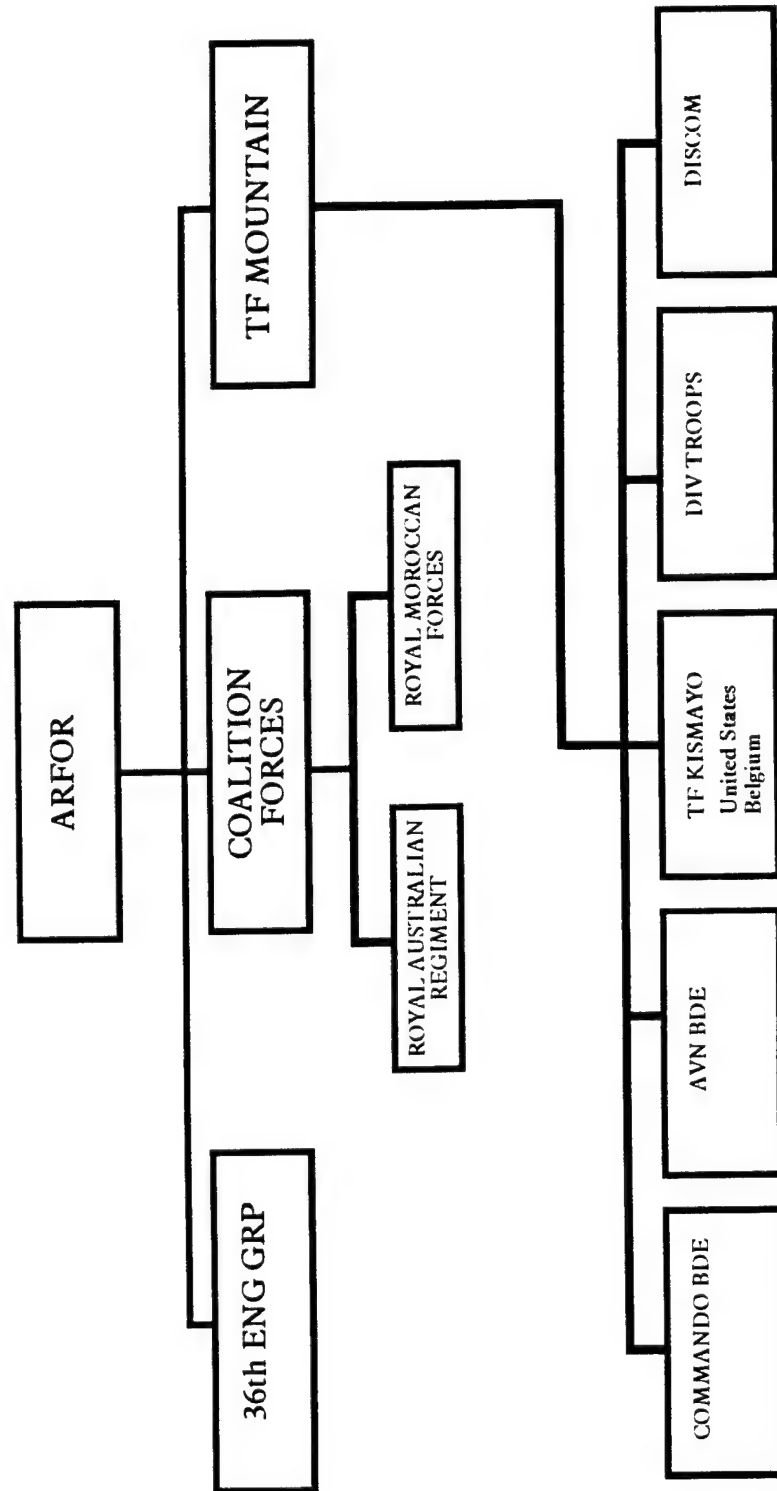 ARFOR
36th ENG GRP
COALITION
FORCES
TF MOUNTAIN
ROYAL AUSTRALIAN
REGIMENT
ROYAL MOROCCAN
FORCES
COMMANDO BDE
AVN BDE
TF KISMAYO
United States
Belgium
DIV TROOPS
DISCOM